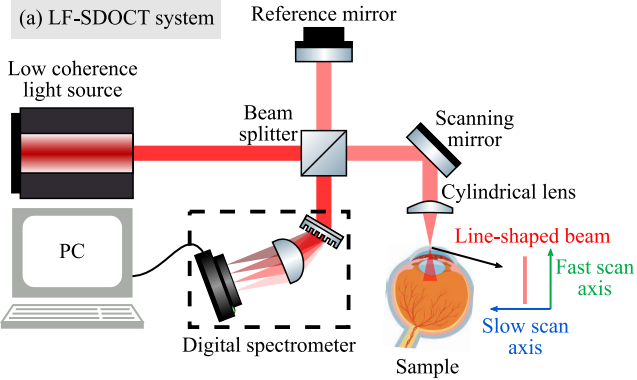 (a) LF-SDOCT system
Reference mirror
Low coherence
light source
Beam
splitter
Scanning
mirror
Cylindrical lens
PC
Line-shaped beam
Fast scan
axis
Slow scan
axis
Digital spectrometer
Sample